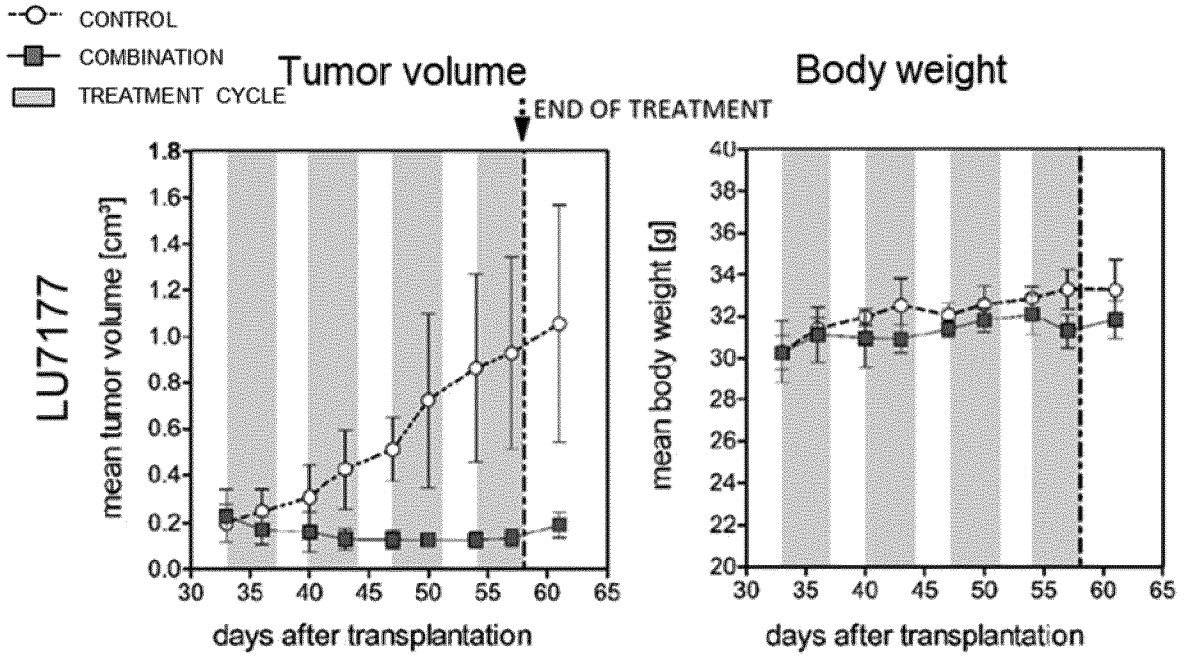 CONTROL
COMBINATION
TREATMENT CYCLE
Tumor volume
Body weight
END OF TREATMENT
LU7177
mean tumor volume [cm³]
1.8
1.6
1.4
1.2
1.0
0.8
0.6
0.4
0.2
0.0
30 35 40 45 50 55 60 65
days after transplantation
mean body weight [g]
40
38
36
34
32
30
28
26
24
22
20
30 35 40 45 50 55 60 65
days after transplantation